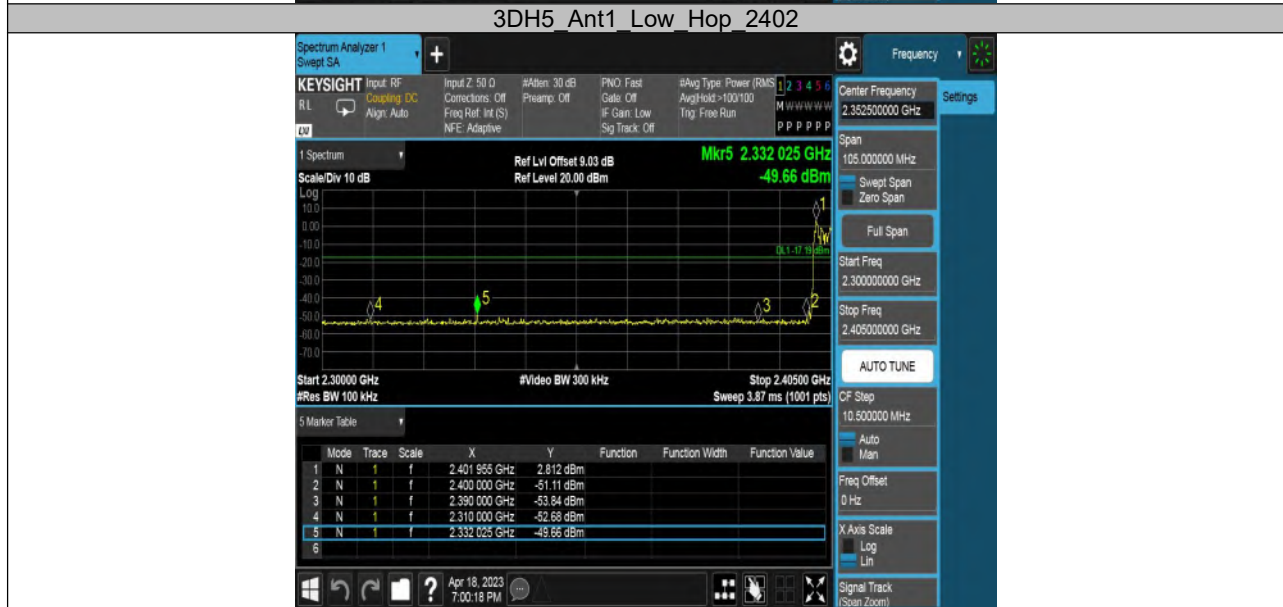 3DH5_Ant1_Low_Hop_2402
Spectrum Analyzer 1
Swept SA
+
Frequency
KEYSIGHT
RL
LXI
Input: RF
Coupling: DC
Align: Auto
Input Z: 50 Ω
Corrections: Off
Freq Ref: Int (S)
NFE: Adaptive
#Atten: 30 dB
Preamp: Off
PNO: Fast
Gate: Off
IF Gain: Low
Sig Track: Off
#Avg Type: Power (RMS
Avg|Hold:>100/100
Trig: Free Run
1 2 3 4 5 6
M W W W W W
P P P P P P
1 Spectrum
Scale/Div 10 dB
Ref Lvl Offset 9.03 dB
Ref Level 20.00 dBm
Mkr5 2.332 025 GHz
-49.66 dBm
Log
10.0
0.00
-10.0
-20.0
-30.0
-40.0
-50.0
-60.0
-70.0
1
DL1 -17.19 dBm
4
5
3
2
Start 2.30000 GHz
#Res BW 100 kHz
#Video BW 300 kHz
Stop 2.40500 GHz
Sweep 3.87 ms (1001 pts)
5 Marker Table
Mode Trace Scale X Y Function Function Width Function Value
1 N 1 f 2.401 955 GHz 2.812 dBm
2 N 1 f 2.400 000 GHz -51.11 dBm
3 N 1 f 2.390 000 GHz -53.84 dBm
4 N 1 f 2.310 000 GHz -52.68 dBm
5 N 1 f 2.332 025 GHz -49.66 dBm
6
?
Apr 18, 2023
7:00:18 PM
Center Frequency
2.352500000 GHz
Settings
Span
105.000000 MHz
Swept Span
Zero Span
Full Span
Start Freq
2.300000000 GHz
Stop Freq
2.405000000 GHz
AUTO TUNE
CF Step
10.500000 MHz
Auto
Man
Freq Offset
0 Hz
X Axis Scale
Log
Lin
Signal Track
(Span Zoom)